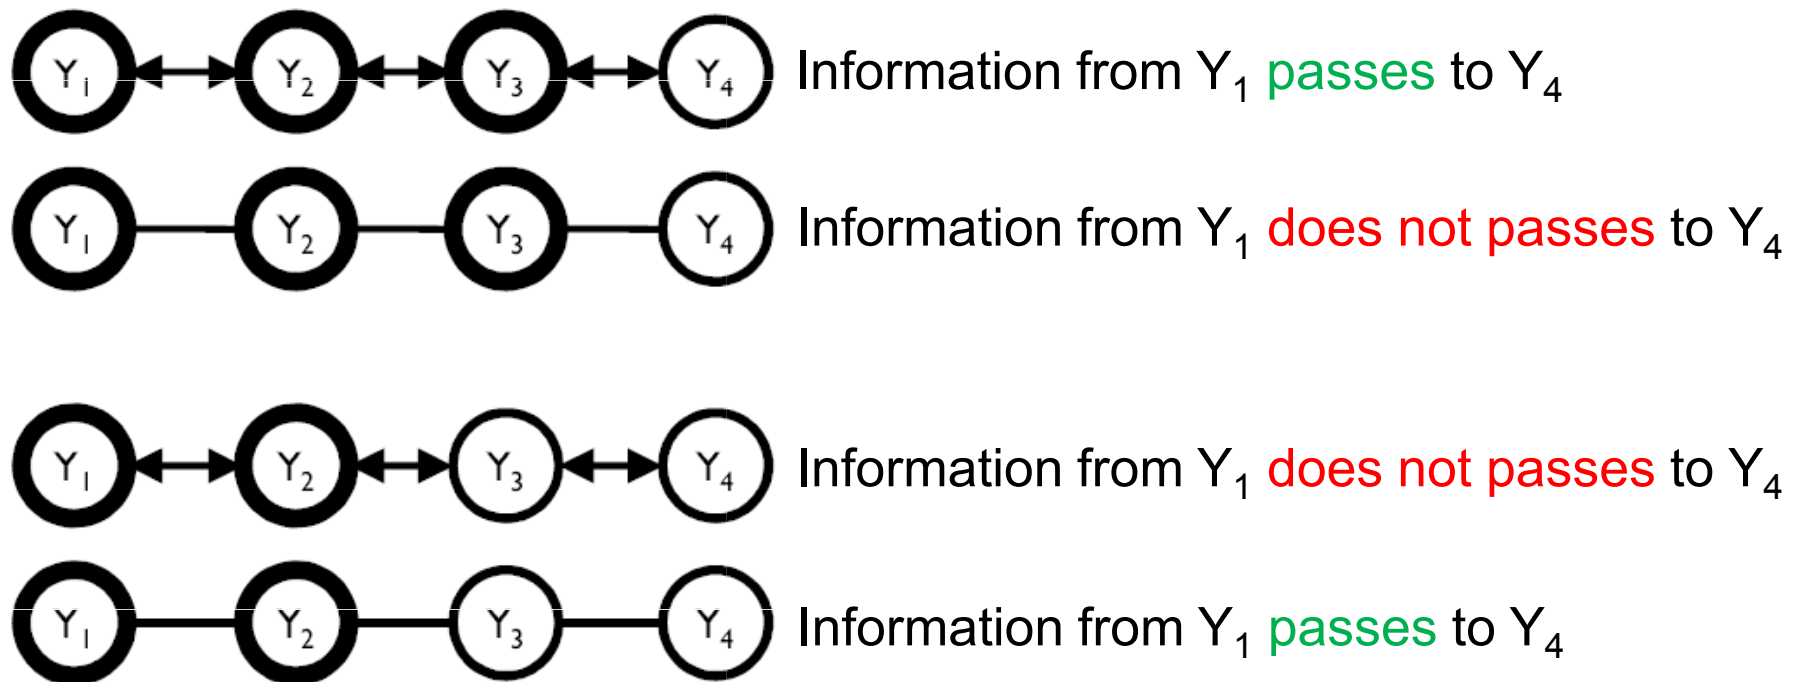 Y₁ Y₂ Y₃ Y₄ Information from Y₁ passes to Y₄
Y₁ Y₂ Y₃ Y₄ Information from Y₁ does not passes to Y₄
Y₁ Y₂ Y₃ Y₄ Information from Y₁ does not passes to Y₄
Y₁ Y₂ Y₃ Y₄ Information from Y₁ passes to Y₄